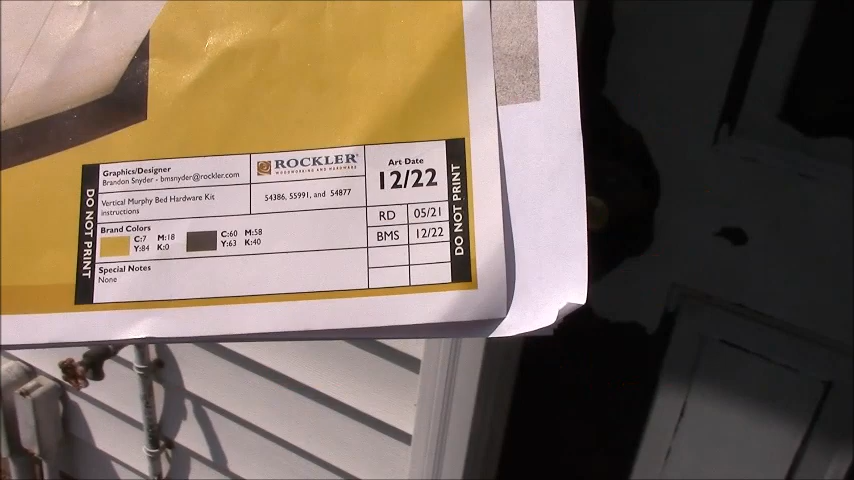 DO NOT PRINT
Graphics/Designer
Brandon Snyder - bmsnyder@rockler.com
Vertical Murphy Bed Hardware Kit
instructions
ROCKLER
WOODWORKING AND HARDWARE
54386, 55991, and 54877
Brand Colors
C:7 M:18
Y:84 K:0
C:60 M:58
Y:63 K:40
Special Notes
None
Art Date
12/22
RD 05/21
BMS 12/22
DO NOT PRINT